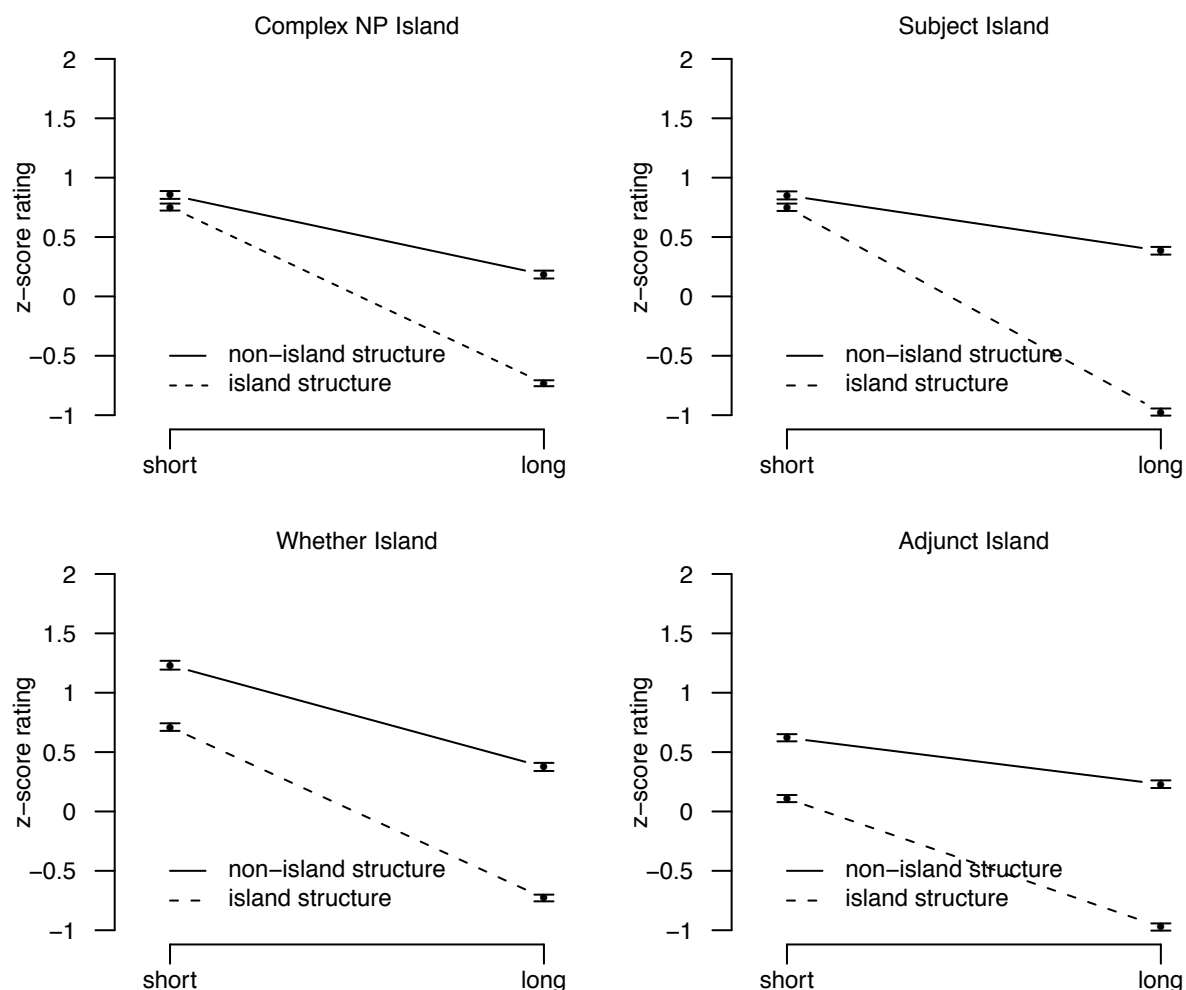 Complex NP Island
z−score rating
2
1.5
1
0.5
0
−0.5
−1
non−island structure
island structure
short long
Subject Island
z−score rating
2
1.5
1
0.5
0
−0.5
−1
non−island structure
island structure
short long
Whether Island
z−score rating
2
1.5
1
0.5
0
−0.5
−1
non−island structure
island structure
short long
Adjunct Island
z−score rating
2
1.5
1
0.5
0
−0.5
−1
non−island structure
island structure
short long